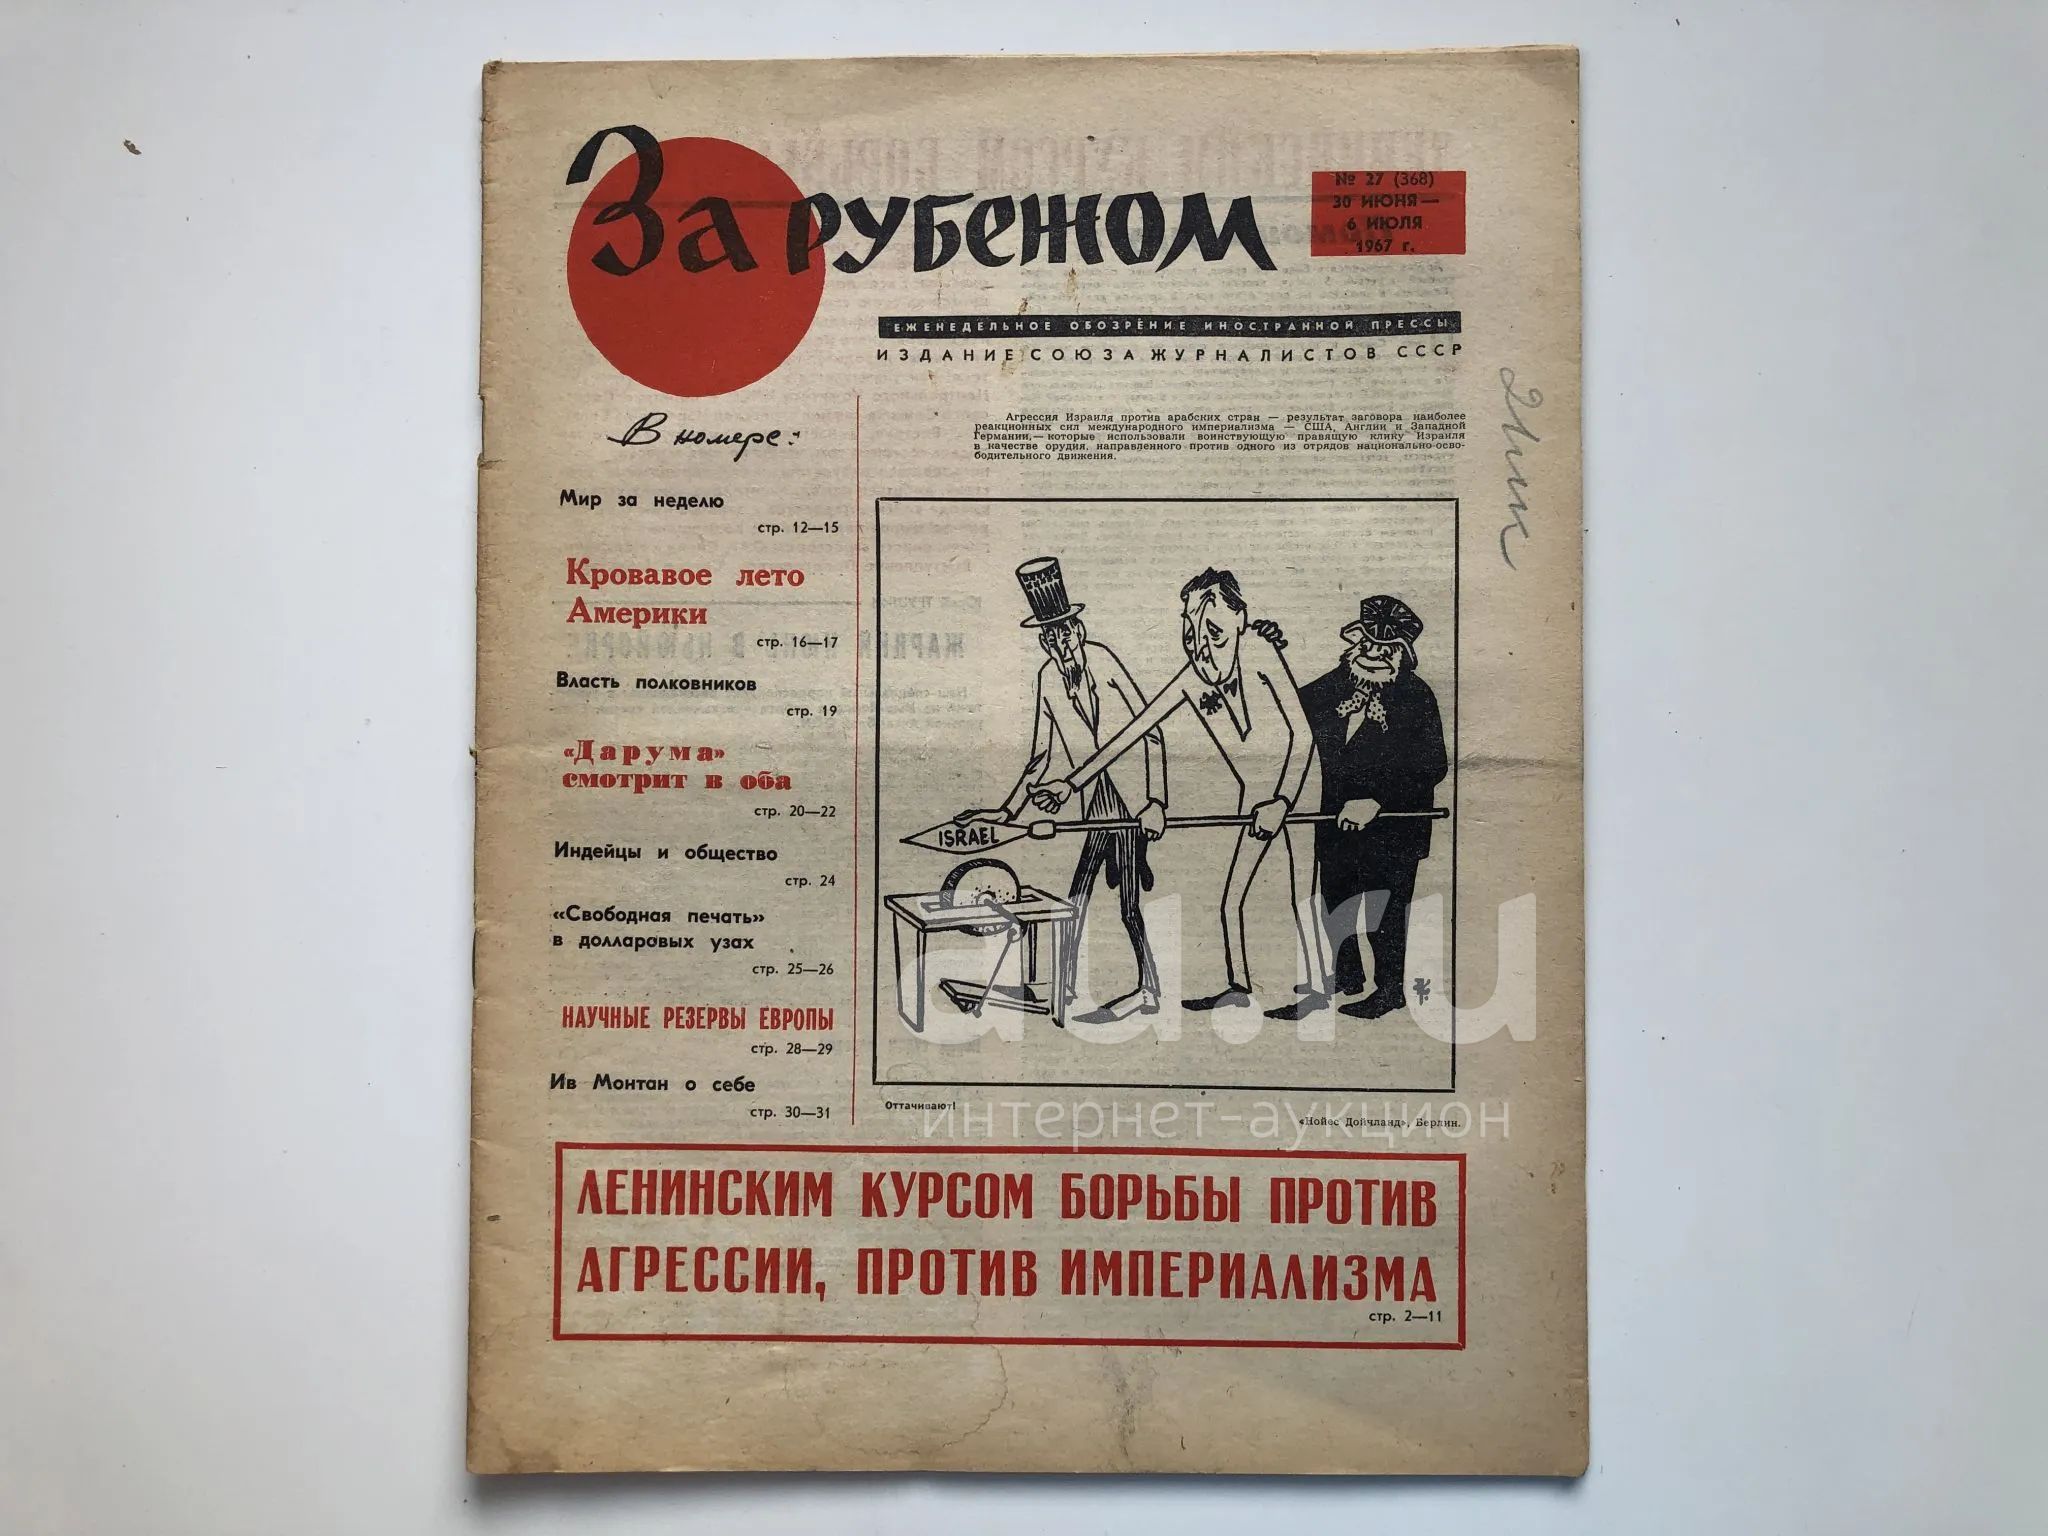 За рубежом
№ 27 (368)
30 ИЮНЯ—
6 ИЮЛЯ
1967 г.
ЕЖЕНЕДЕЛЬНОЕ ОБОЗРЕНИЕ ИНОСТРАННОЙ ПРЕССЫ
ИЗДАНИЕ СОЮЗА ЖУРНАЛИСТОВ СССР
В номере:
Мир за неделю
стр. 12—15
Кровавое лето
Америки
стр. 16—17
Власть полковников
стр. 19
«Дарума»
смотрит в оба
стр. 20—22
Индейцы и общество
стр. 24
«Свободная печать»
в долларовых узах
стр. 25—26
НАУЧНЫЕ РЕЗЕРВЫ ЕВРОПЫ
стр. 28—29
Ив Монтан о себе
стр. 30—31
Агрессия Израиля против арабских стран — результат заговора наиболее
реакционных сил международного империализма — США, Англии и Западной
Германии,— которые использовали воинствующую правящую клику Израиля
в качестве орудия, направленного против одного из отрядов национально-осво-
бодительного движения.
ISRAEL
Оттачивают!
«Нойес Дойчланд», Берлин.
ЛЕНИНСКИМ КУРСОМ БОРЬБЫ ПРОТИВ
АГРЕССИИ, ПРОТИВ ИМПЕРИАЛИЗМА
стр. 2—11
au.ru
интернет-аукцион